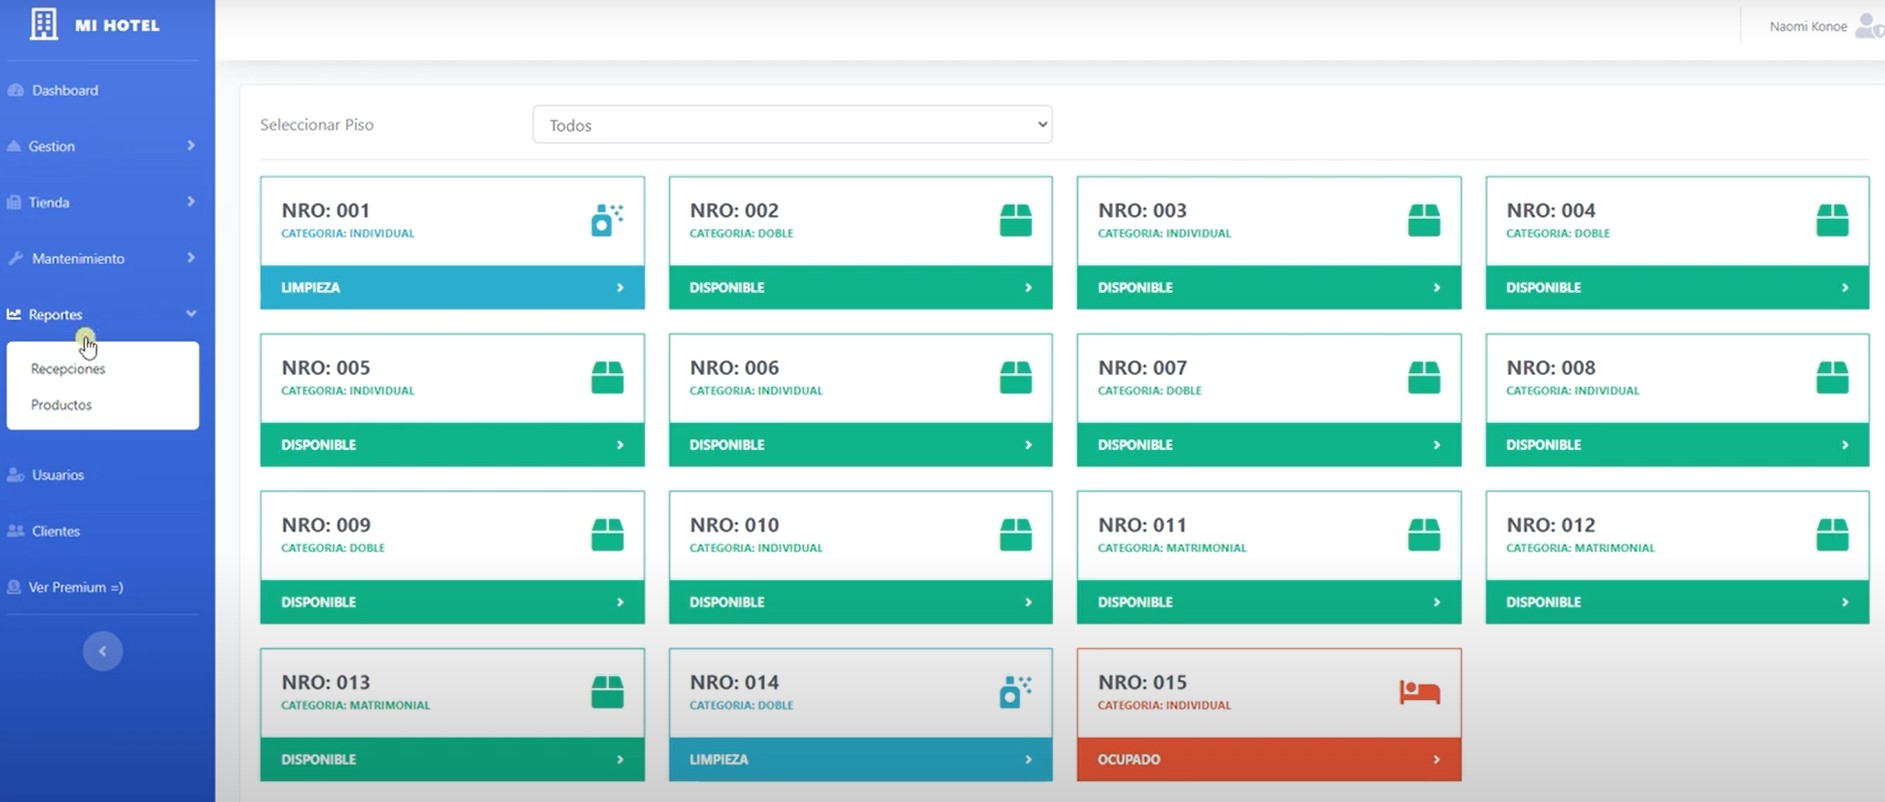 MI HOTEL
Naomi Konoe
Dashboard
Gestion
Tienda
Mantenimiento
Reportes
Recepciones
Productos
Usuarios
Clientes
Ver Premium =)
Seleccionar Piso
Todos
NRO: 001
CATEGORIA: INDIVIDUAL
LIMPIEZA
NRO: 002
CATEGORIA: DOBLE
DISPONIBLE
NRO: 003
CATEGORIA: INDIVIDUAL
DISPONIBLE
NRO: 004
CATEGORIA: DOBLE
DISPONIBLE
NRO: 005
CATEGORIA: INDIVIDUAL
DISPONIBLE
NRO: 006
CATEGORIA: INDIVIDUAL
DISPONIBLE
NRO: 007
CATEGORIA: DOBLE
DISPONIBLE
NRO: 008
CATEGORIA: INDIVIDUAL
DISPONIBLE
NRO: 009
CATEGORIA: DOBLE
DISPONIBLE
NRO: 010
CATEGORIA: INDIVIDUAL
DISPONIBLE
NRO: 011
CATEGORIA: MATRIMONIAL
DISPONIBLE
NRO: 012
CATEGORIA: MATRIMONIAL
DISPONIBLE
NRO: 013
CATEGORIA: MATRIMONIAL
DISPONIBLE
NRO: 014
CATEGORIA: DOBLE
LIMPIEZA
NRO: 015
CATEGORIA: INDIVIDUAL
OCUPADO